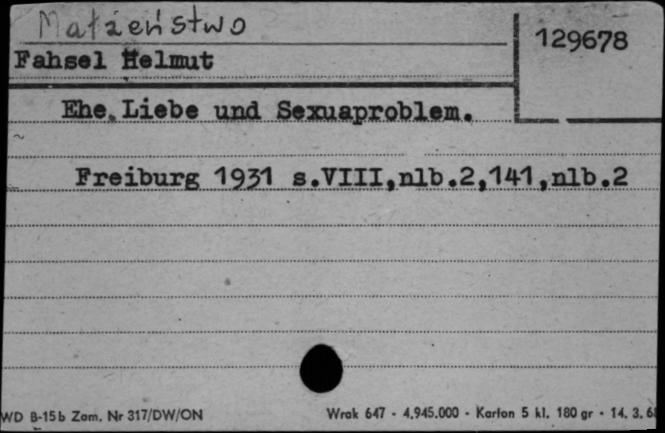 Małżeństwo
129678
Fahsel Helmut
Ehe, Liebe und Sexuaproblem.
Freiburg 1931 s.VIII,nlb.2,141,nlb.2
WD B-15b Zam. Nr 317/DW/ON Wrak 647 - 4.945.000 - Karton 5 kl. 180 gr - 14. 3. 6